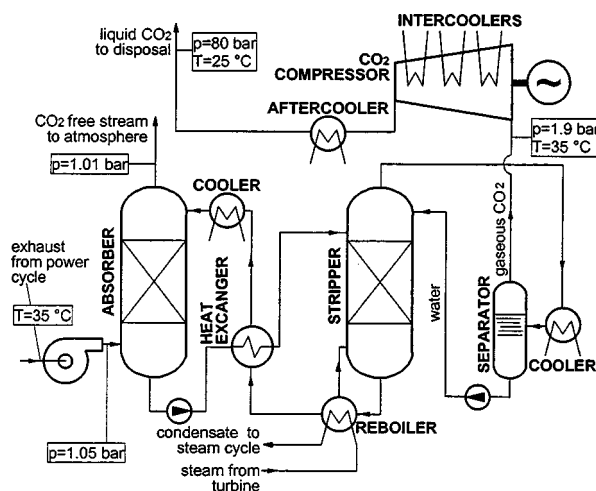 liquid CO2
to disposal
p=80 bar
T=25 °C
INTERCOOLERS
CO2
COMPRESSOR
~
AFTERCOOLER
CO2 FREE stream
to atmosphere
p=1.01 bar
p=1.9 bar
T=35 °C
COOLER
exhaust
from power
cycle
T=35 °C
ABSORBER
HEAT
EXCANGER
STRIPPER
water
gaseous CO2
SEPARATOR
COOLER
p=1.05 bar
REBOILER
condensate to
steam cycle
steam from
turbine